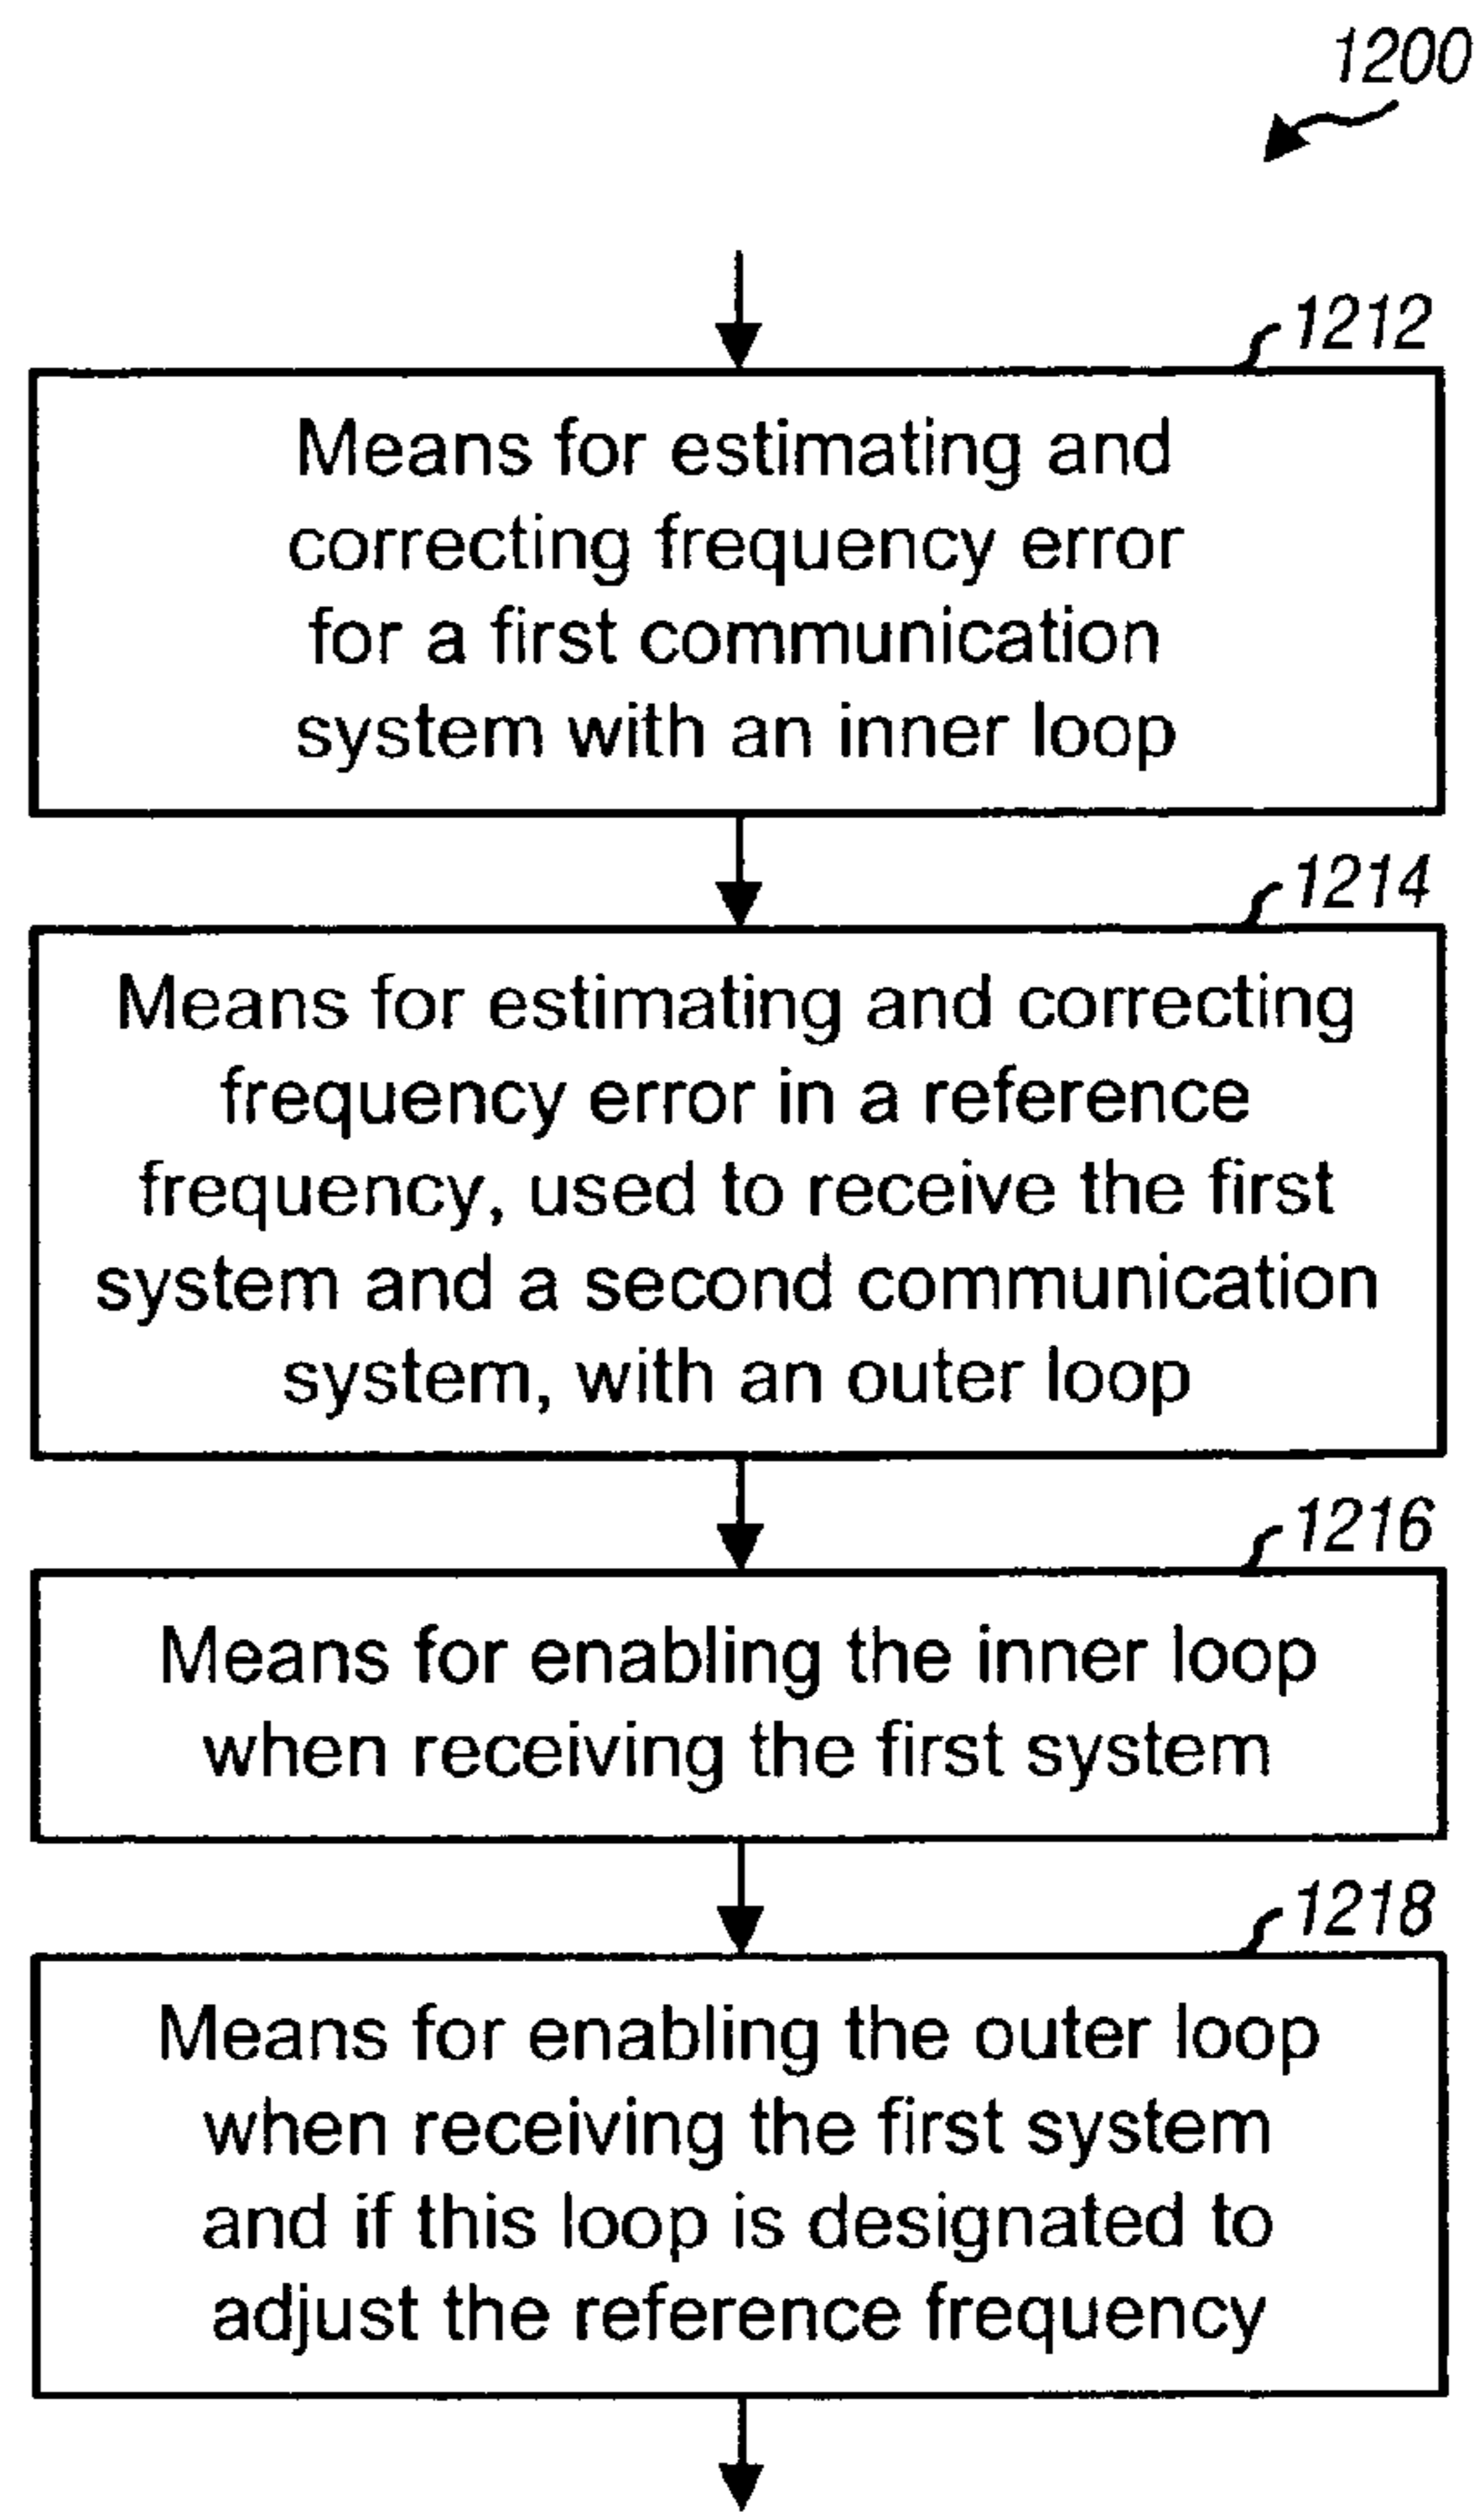 1200
1212
Means for estimating and
correcting frequency error
for a first communication
system with an inner loop
1214
Means for estimating and correcting
frequency error in a reference
frequency, used to receive the first
system and a second communication
system, with an outer loop
1216
Means for enabling the inner loop
when receiving the first system
1218
Means for enabling the outer loop
when receiving the first system
and if this loop is designated to
adjust the reference frequency